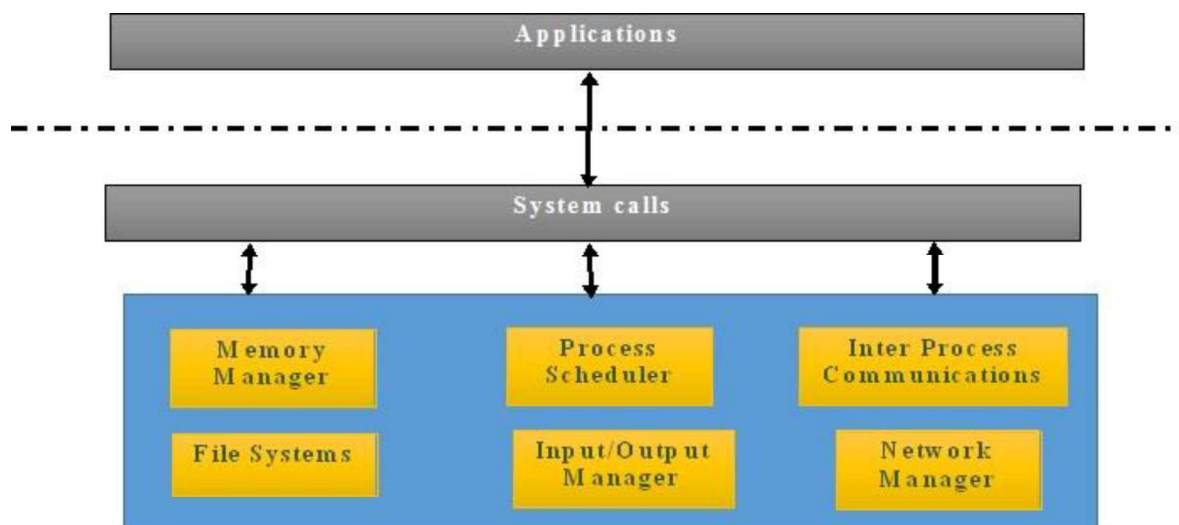 Applications
System calls
Memory
Manager
Process
Scheduler
Inter Process
Communications
File Systems
Input/Output
Manager
Network
Manager